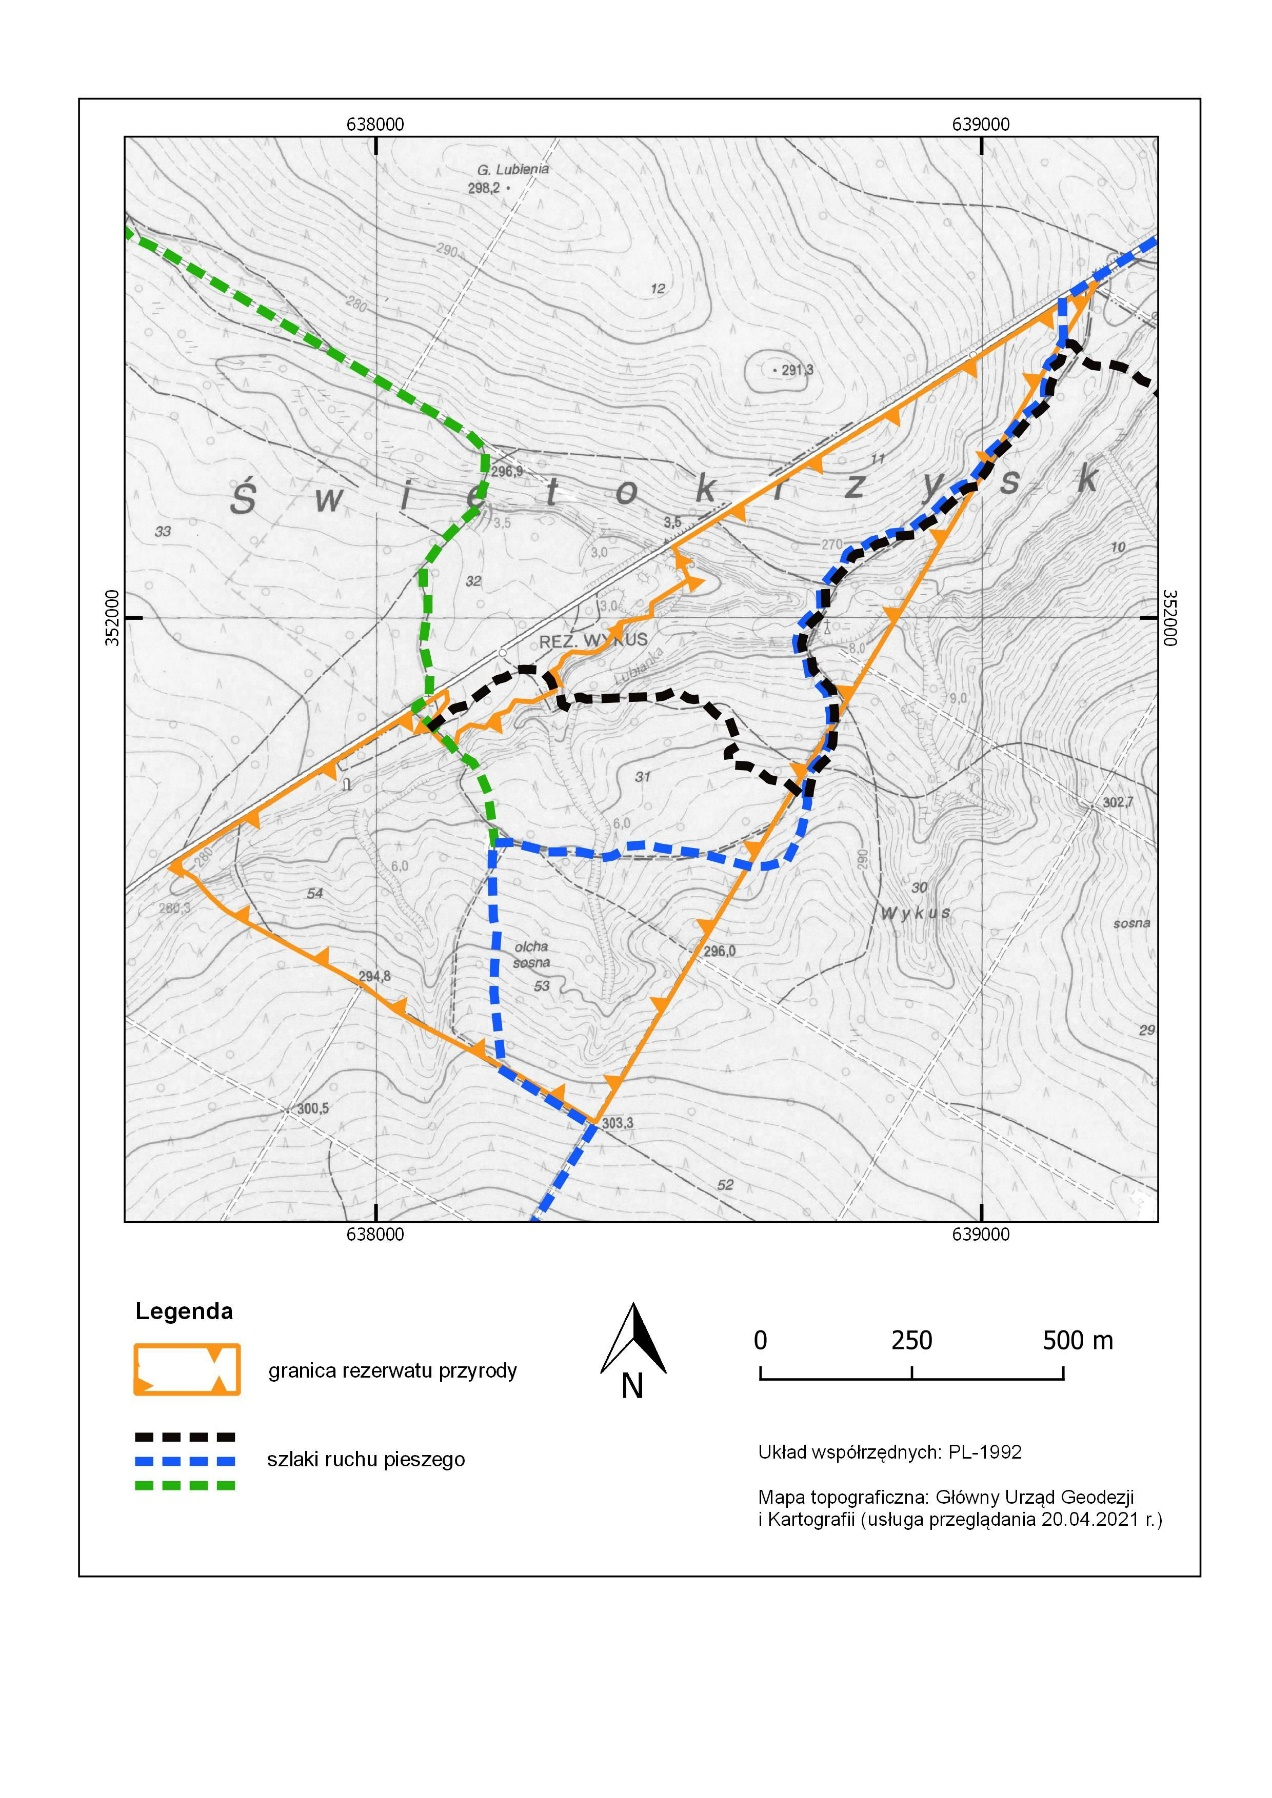 638000 639000
G. Lubienia
298,2
290
12
280
291,3
11
296,9
Ś w i ę t o k r z y s k
33
3,5
3,5
270
10
3,0
32
352000
352000
3,0
REZ. WYKUS
8,0
Lubianka
9,0
31
302,7
6,0
280
6,0
290
54
30
280,3
Wykus
sosna
olcha
sosna
296,0
294,8
53
29
300,5
303,3
52
638000 639000
Legenda
granica rezerwatu przyrody
szlaki ruchu pieszego
N
0 250 500 m
Układ współrzędnych: PL-1992
Mapa topograficzna: Główny Urząd Geodezji
i Kartografii (usługa przeglądania 20.04.2021 r.)